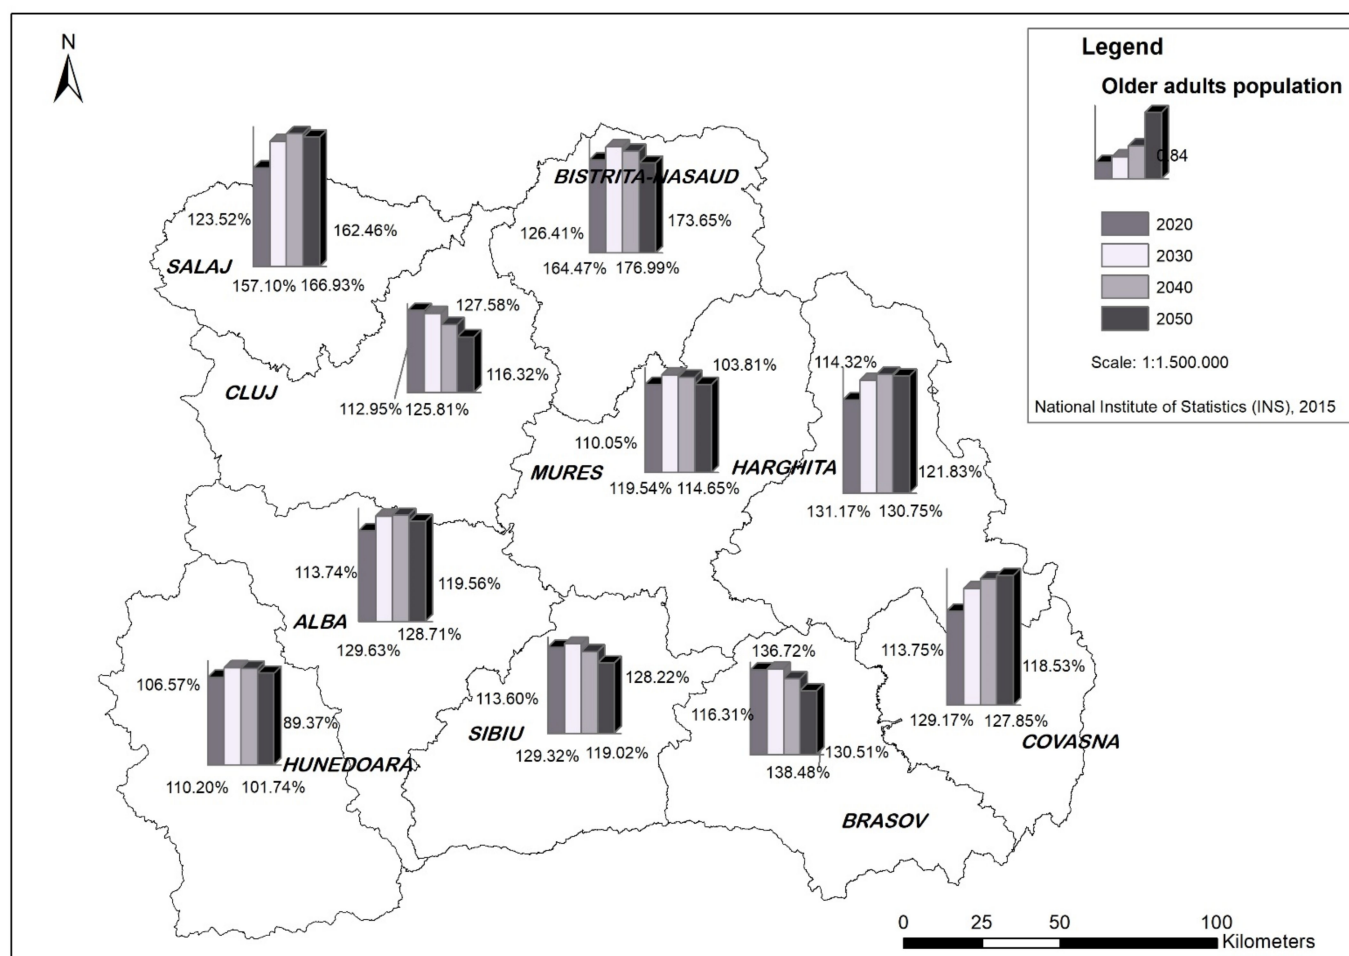 N
Legend
Older adults population
0.84
2020
2030
2040
2050
Scale: 1:1.500.000
National Institute of Statistics (INS), 2015
123.52%
162.46%
SALAJ
157.10% 166.93%
BISTRITA-NASAUD
126.41%
173.65%
164.47% 176.99%
127.58%
116.32%
CLUJ
112.95% 125.81%
103.81%
110.05%
MURES
119.54% 114.65%
114.32%
HARGHITA
121.83%
131.17% 130.75%
113.74%
119.56%
ALBA
128.71%
129.63%
106.57%
89.37%
HUNEDOARA
110.20% 101.74%
113.60%
128.22%
SIBIU
129.32% 119.02%
136.72%
116.31%
130.51%
138.48%
BRASOV
113.75%
118.53%
129.17% 127.85%
COVASNA
0 25 50 100
Kilometers